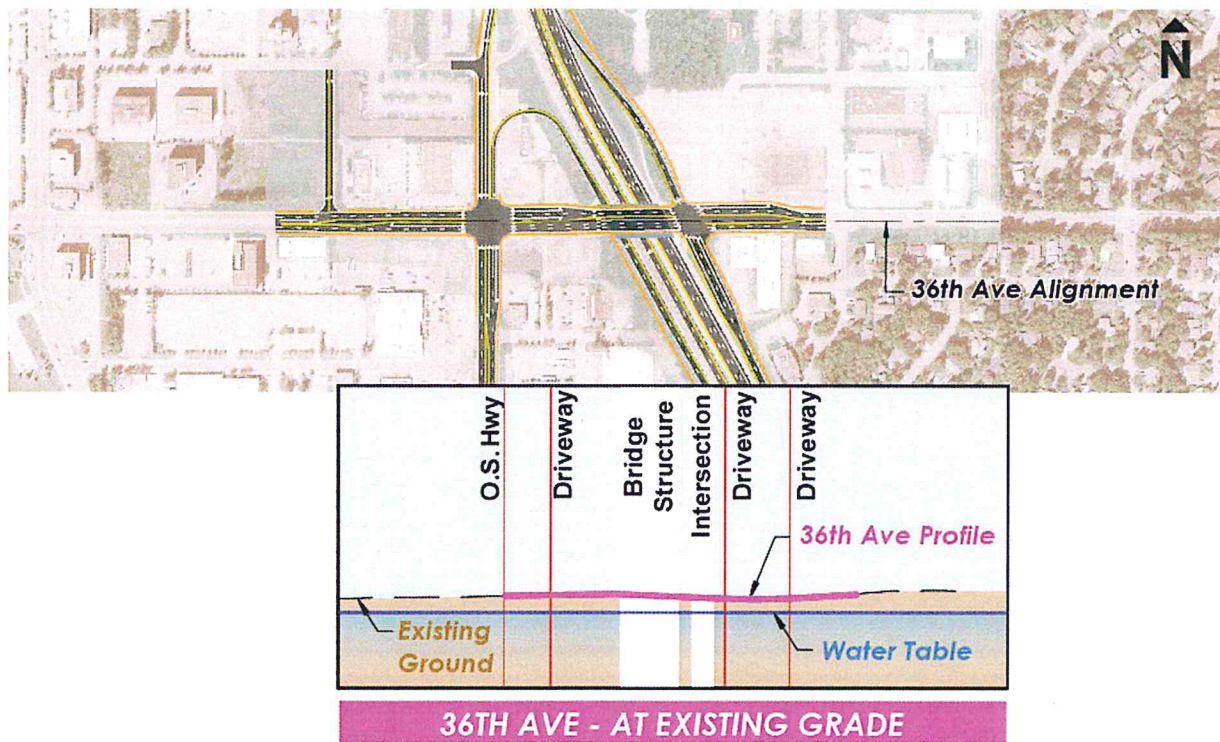 N
36th Ave Alignment
O.S. Hwy
Driveway
Bridge
Structure
Intersection
Driveway
Driveway
36th Ave Profile
Existing
Ground
Water Table
36TH AVE - AT EXISTING GRADE